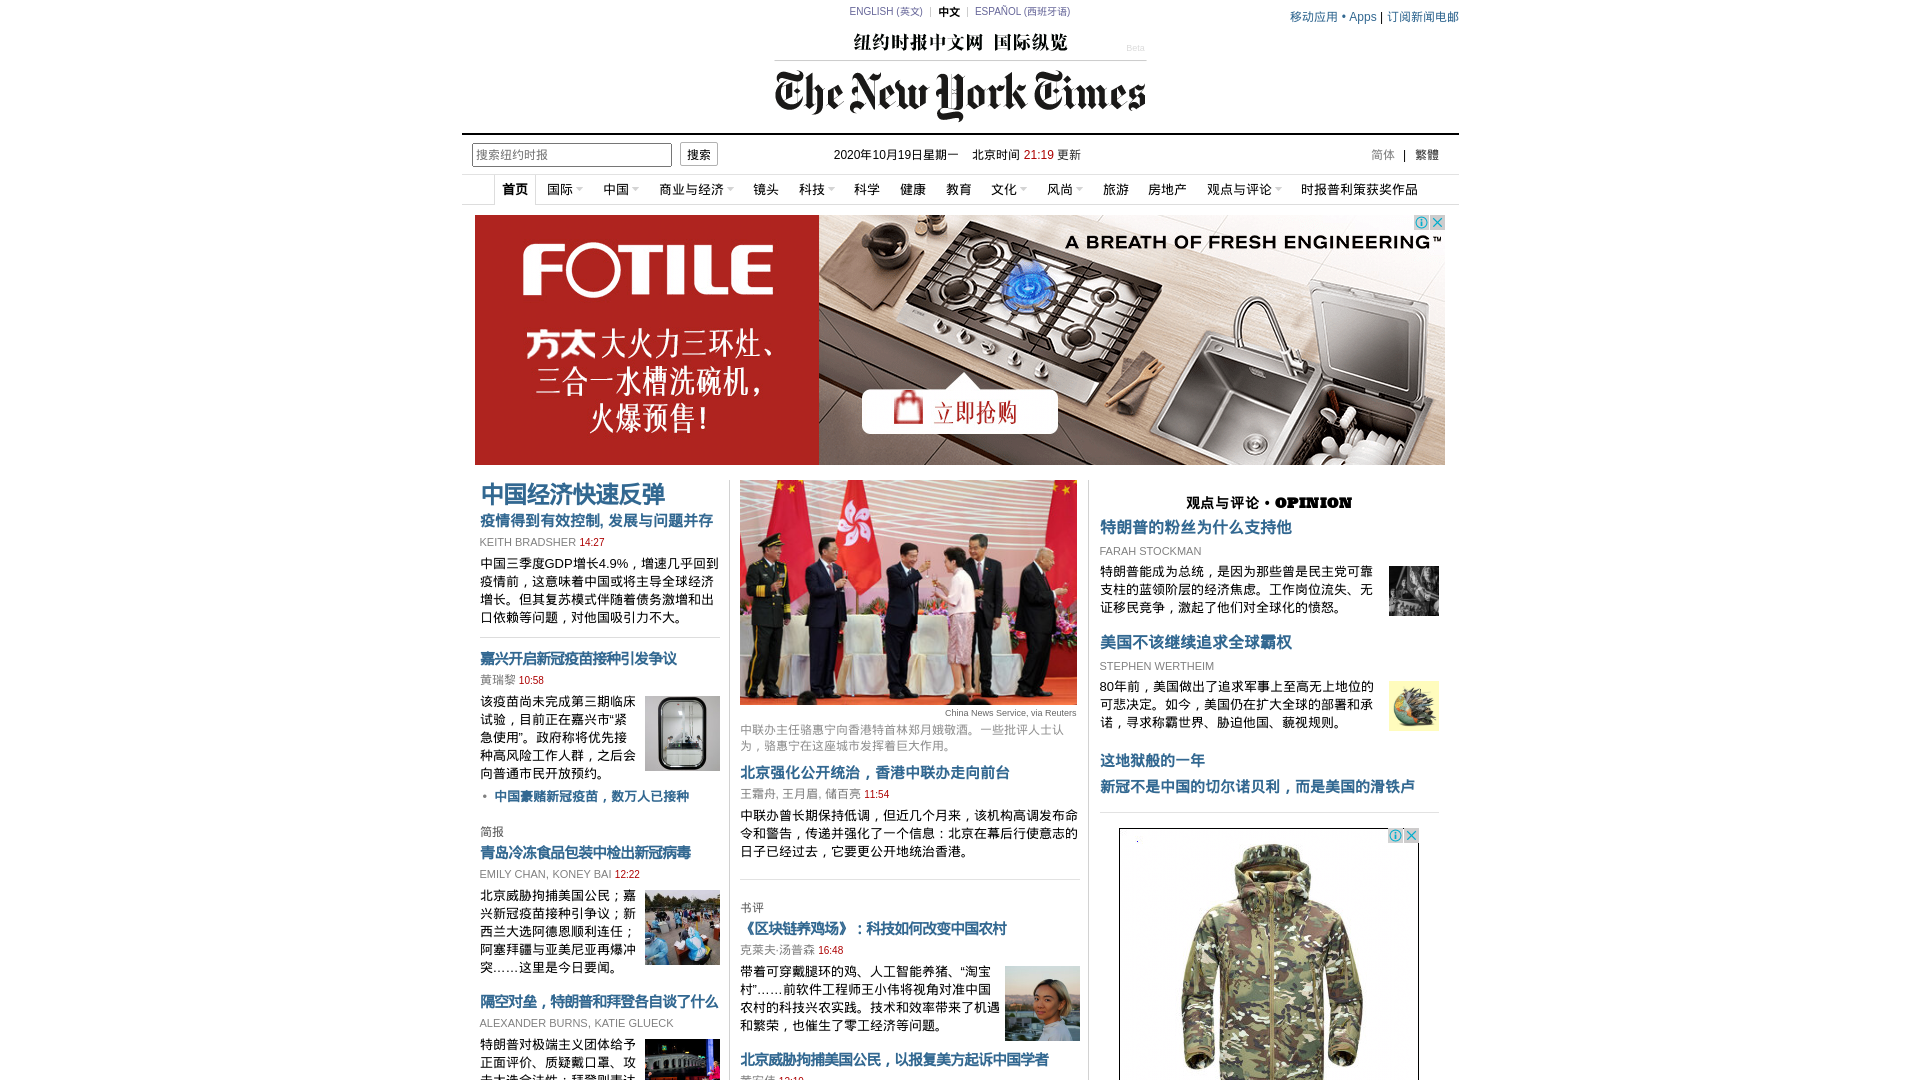 ENGLISH (英文) 中文 ESPAÑOL (西班牙语)
移动应用 • Apps | 订阅新闻电邮
纽约时报中文网 国际纵览
Beta
The New York Times
搜索纽约时报 搜索
2020年10月19日星期一 北京时间 21:19 更新
简体 | 繁體
首页 国际 中国 商业与经济 镜头 科技 科学 健康 教育 文化 风尚 旅游 房地产 观点与评论 时报普利策获奖作品
FOTILE
方太大火力三环灶、
三合一水槽洗碗机，
火爆预售！
A BREATH OF FRESH ENGINEERING™
立即抢购
中国经济快速反弹
疫情得到有效控制, 发展与问题并存
KEITH BRADSHER 14:27
中国三季度GDP增长4.9%，增速几乎回到
疫情前，这意味着中国或将主导全球经济
增长。但其复苏模式伴随着债务激增和出
口依赖等问题，对他国吸引力不大。
嘉兴开启新冠疫苗接种引发争议
黄瑞黎 10:58
该疫苗尚未完成第三期临床
试验，目前正在嘉兴市“紧
急使用”。政府称将优先接
种高风险工作人群，之后会
向普通市民开放预约。
• 中国豪赌新冠疫苗，数万人已接种
简报
青岛冷冻食品包装中检出新冠病毒
EMILY CHAN, KONEY BAI 12:22
北京威胁拘捕美国公民；嘉
兴新冠疫苗接种引争议；新
西兰大选阿德恩顺利连任；
阿塞拜疆与亚美尼亚再爆冲
突……这里是今日要闻。
隔空对垒，特朗普和拜登各自谈了什么
ALEXANDER BURNS, KATIE GLUECK
特朗普对极端主义团体给予
正面评价、质疑戴口罩、攻
China News Service, via Reuters
中联办主任骆惠宁向香港特首林郑月娥敬酒。一些批评人士认
为，骆惠宁在这座城市发挥着巨大作用。
北京强化公开统治，香港中联办走向前台
王霜舟, 王月眉, 储百亮 11:54
中联办曾长期保持低调，但近几个月来，该机构高调发布命
令和警告，传递并强化了一个信息：北京在幕后行使意志的
日子已经过去，它要更公开地统治香港。
书评
《区块链养鸡场》：科技如何改变中国农村
克莱夫·汤普森 16:48
带着可穿戴腿环的鸡、人工智能养猪、“淘宝
村”……前软件工程师王小伟将视角对准中国
农村的科技兴农实践。技术和效率带来了机遇
和繁荣，也催生了零工经济等问题。
北京威胁拘捕美国公民，以报复美方起诉中国学者
观点与评论 • OPINION
特朗普的粉丝为什么支持他
FARAH STOCKMAN
特朗普能成为总统，是因为那些曾是民主党可靠
支柱的蓝领阶层的经济焦虑。工作岗位流失、无
证移民竞争，激起了他们对全球化的愤怒。
美国不该继续追求全球霸权
STEPHEN WERTHEIM
80年前，美国做出了追求军事上至高无上地位的
可悲决定。如今，美国仍在扩大全球的部署和承
诺，寻求称霸世界、胁迫他国、藐视规则。
这地狱般的一年
新冠不是中国的切尔诺贝利，而是美国的滑铁卢